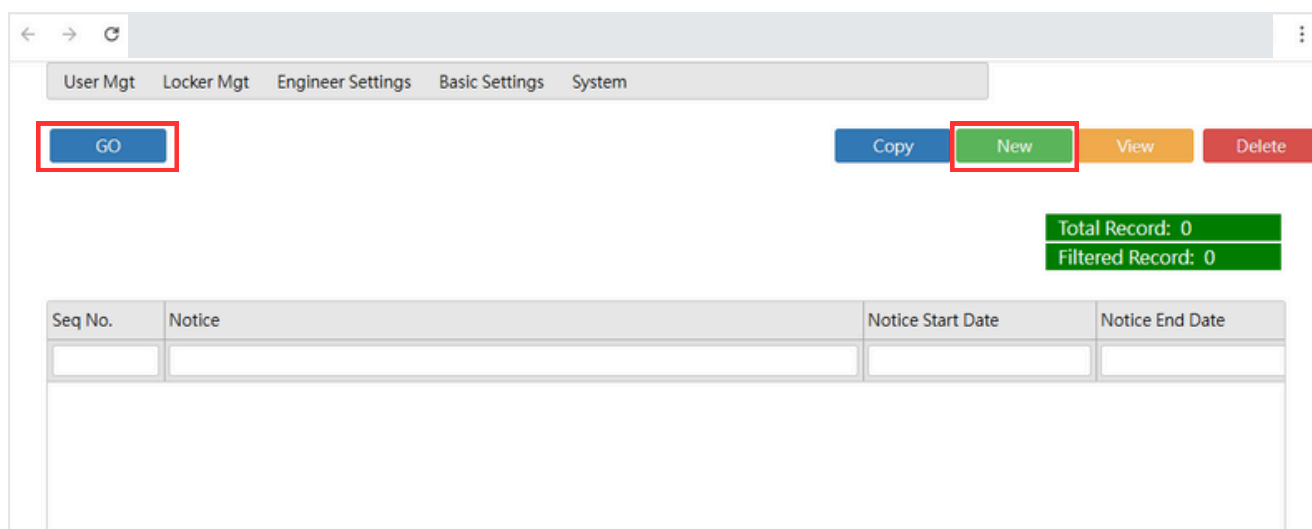 User Mgt Locker Mgt Engineer Settings Basic Settings System
GO Copy New View Delete
Total Record: 0
Filtered Record: 0
Seq No. Notice Notice Start Date Notice End Date